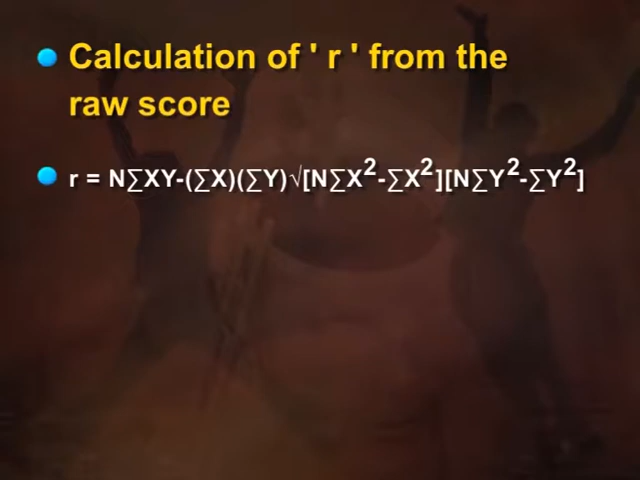 Calculation of ' r ' from the
raw score
r = N∑XY-(∑X)(∑Y)√[N∑X²-∑X²][N∑Y²-∑Y²]